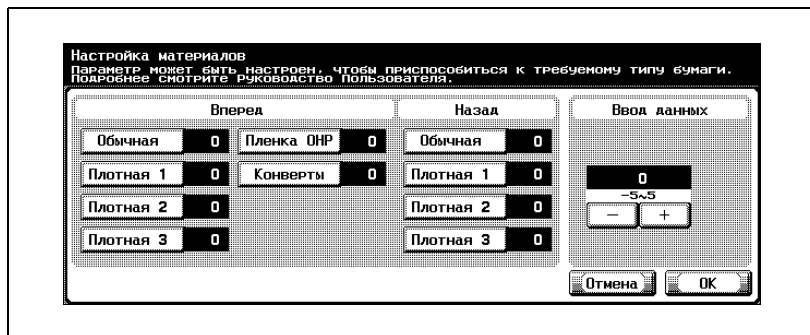 Настройка материалов
Параметр может быть настроен, чтобы приспособиться к требуемому типу бумаги.
Подробнее смотрите Руководство Пользователя.
Вперед Назад Ввод данных
Обычная 0 Пленка OHP 0 Обычная 0
Плотная 1 0 Конверты 0 Плотная 1 0 0
-5~5
Плотная 2 0 Плотная 2 0 - +
Плотная 3 0 Плотная 3 0
Отмена OK